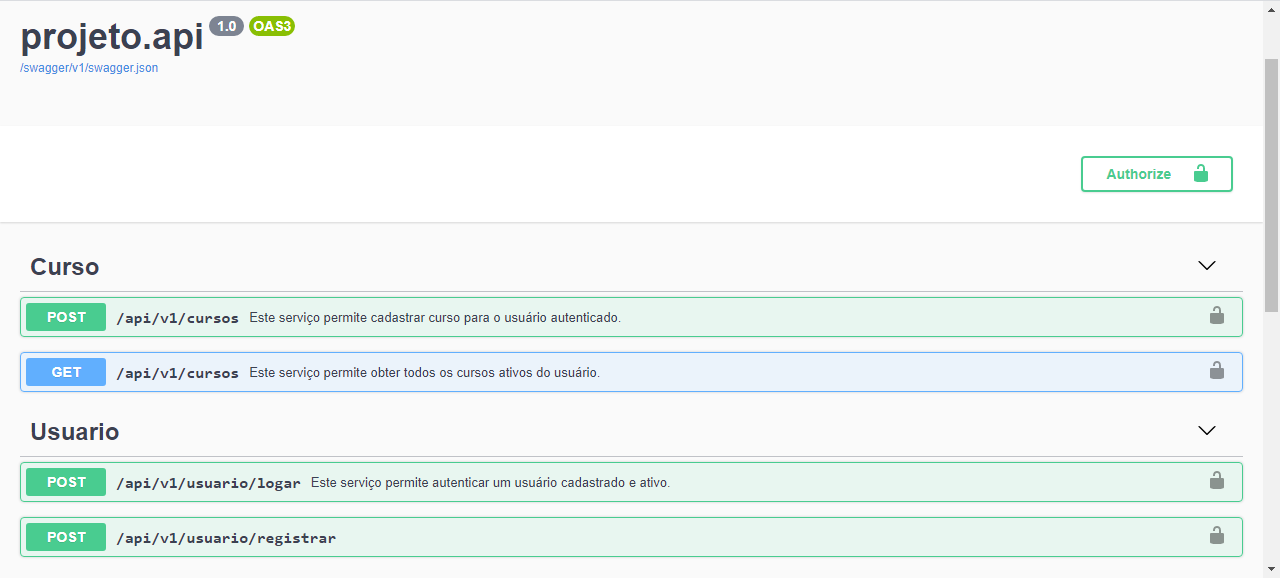 projeto.api 1.0 OAS3
/swagger/v1/swagger.json
Authorize
Curso
POST /api/v1/cursos Este serviço permite cadastrar curso para o usuário autenticado.
GET /api/v1/cursos Este serviço permite obter todos os cursos ativos do usuário.
Usuario
POST /api/v1/usuario/logar Este serviço permite autenticar um usuário cadastrado e ativo.
POST /api/v1/usuario/registrar